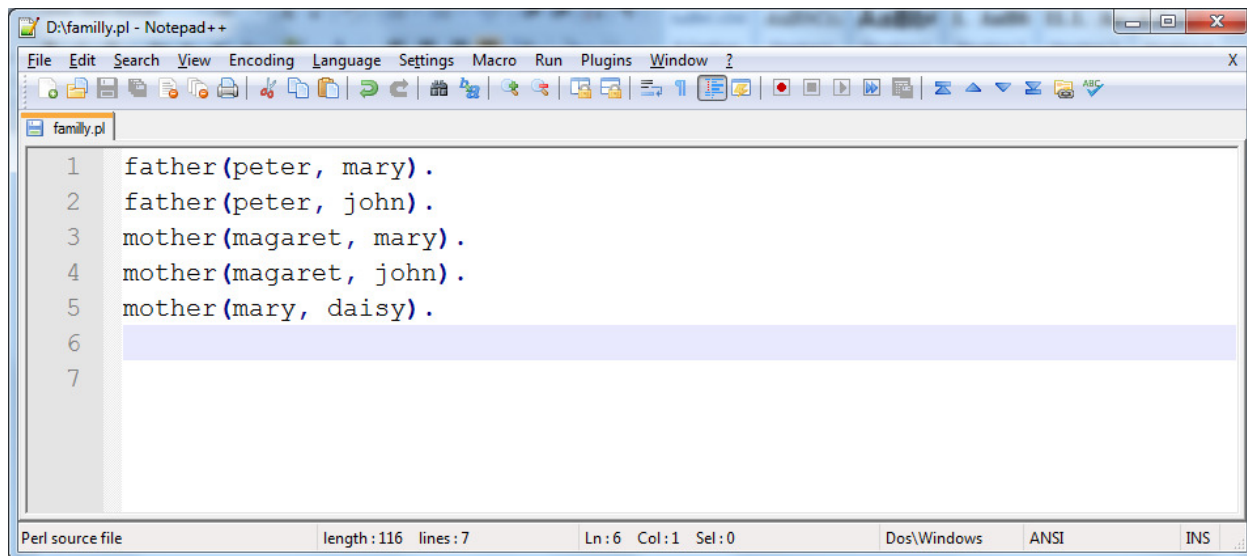 D:\familly.pl - Notepad++
File Edit Search View Encoding Language Settings Macro Run Plugins Window ? X
familly.pl
1 father(peter, mary).
2 father(peter, john).
3 mother(magaret, mary).
4 mother(magaret, john).
5 mother(mary, daisy).
6
7
Perl source file length : 116 lines : 7 Ln : 6 Col : 1 Sel : 0 Dos\Windows ANSI INS